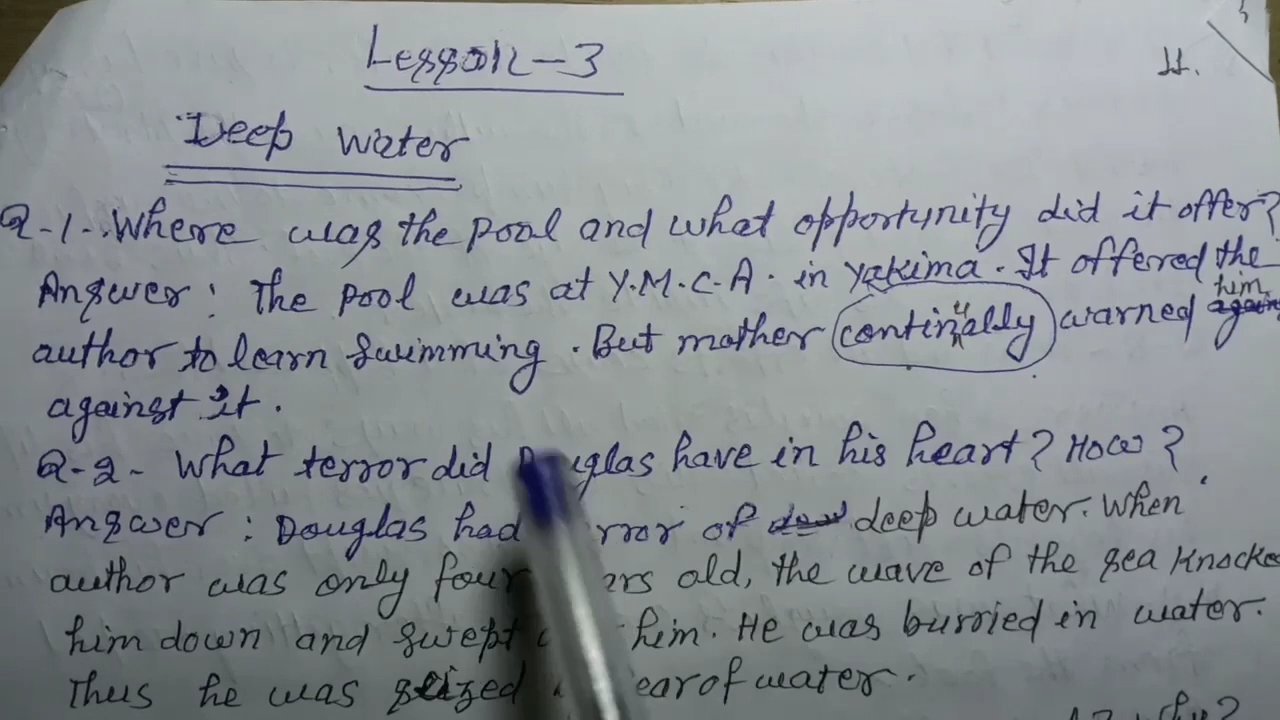 Lesson-3
11.
Deep Water
Q-1-. Where was the pool and what opportunity did it offer?
Answer: The pool was at Y.M.C.A. in Yakima. It offered the
author to learn swimming. But mother continually warned him
against it.
Q-2- What terror did Douglas have in his heart? How?
Answer: Douglas had of deep water. When
author was only four old, the wave of the sea knocked
him down and swept him. He was burried in water.
Thus he was seized of water.